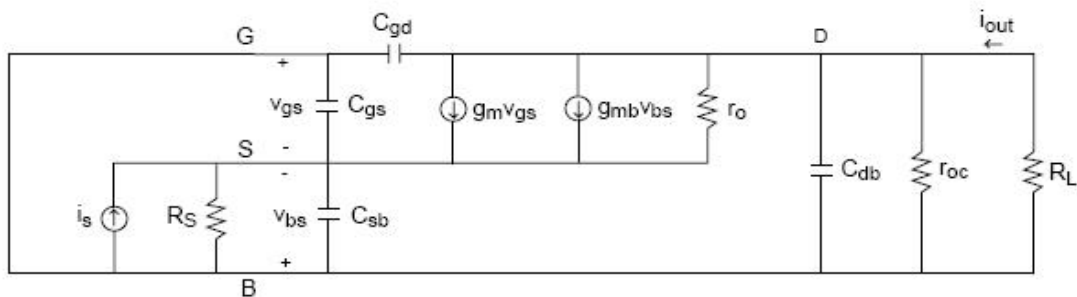 G
C_gd
D
i_out
←
+
v_gs
C_gs
g_m v_gs
g_mb v_bs
r_o
-
S
-
i_s
R_S
v_bs
C_sb
C_db
r_oc
R_L
+
B